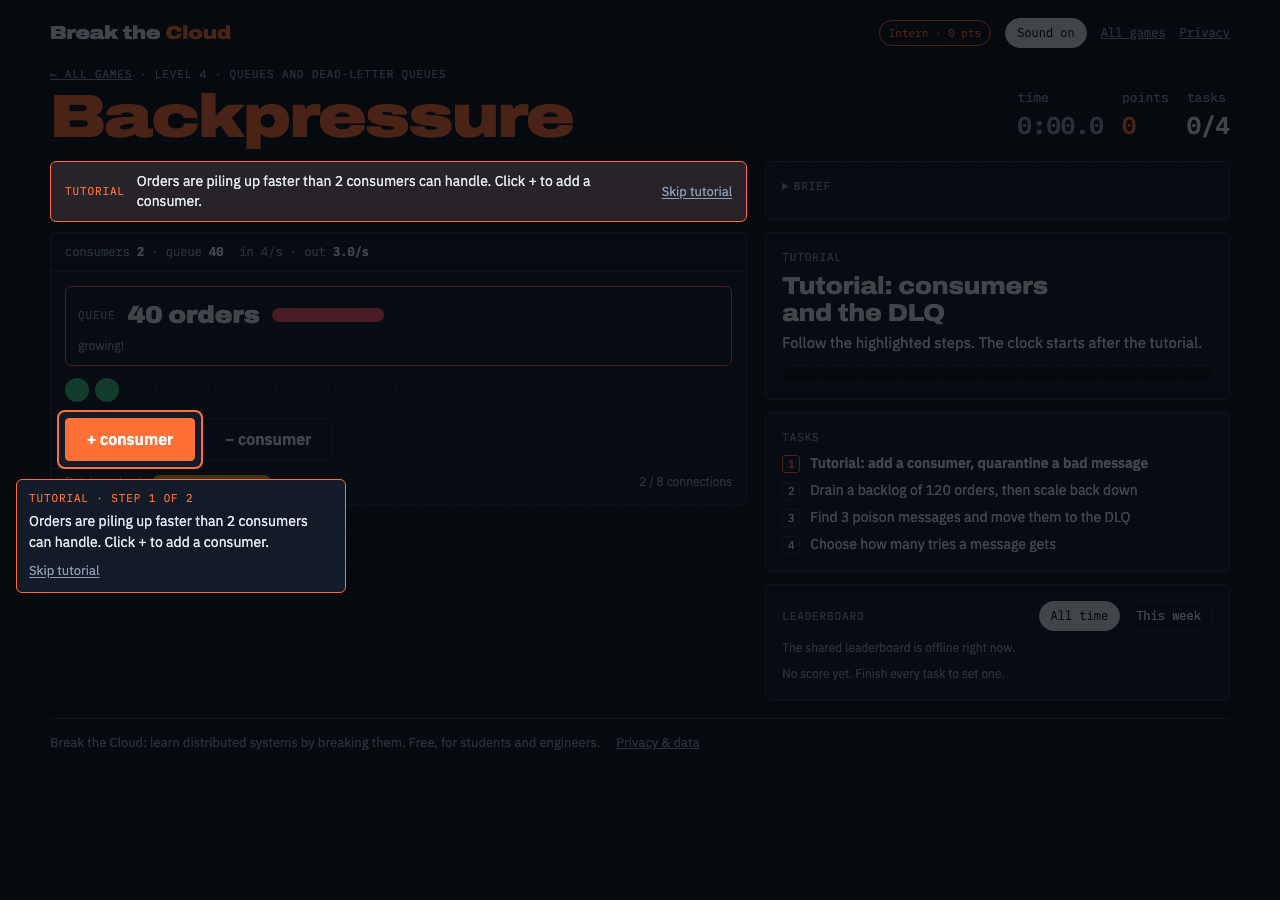 Break the Cloud
Intern · 0 pts
Sound on
All games
Privacy
← ALL GAMES · LEVEL 4 · QUEUES AND DEAD-LETTER QUEUES
Backpressure
time
0:00.0
points
0
tasks
0/4
TUTORIAL
Orders are piling up faster than 2 consumers can handle. Click + to add a
consumer.
Skip tutorial
consumers 2 · queue 40 in 4/s · out 3.0/s
QUEUE
40 orders
growing!
+ consumer
− consumer
2 / 8 connections
TUTORIAL · STEP 1 OF 2
Orders are piling up faster than 2 consumers
can handle. Click + to add a consumer.
Skip tutorial
▶ BRIEF
TUTORIAL
Tutorial: consumers
and the DLQ
Follow the highlighted steps. The clock starts after the tutorial.
TASKS
1 Tutorial: add a consumer, quarantine a bad message
2 Drain a backlog of 120 orders, then scale back down
3 Find 3 poison messages and move them to the DLQ
4 Choose how many tries a message gets
LEADERBOARD
All time
This week
The shared leaderboard is offline right now.
No score yet. Finish every task to set one.
Break the Cloud: learn distributed systems by breaking them. Free, for students and engineers.
Privacy & data